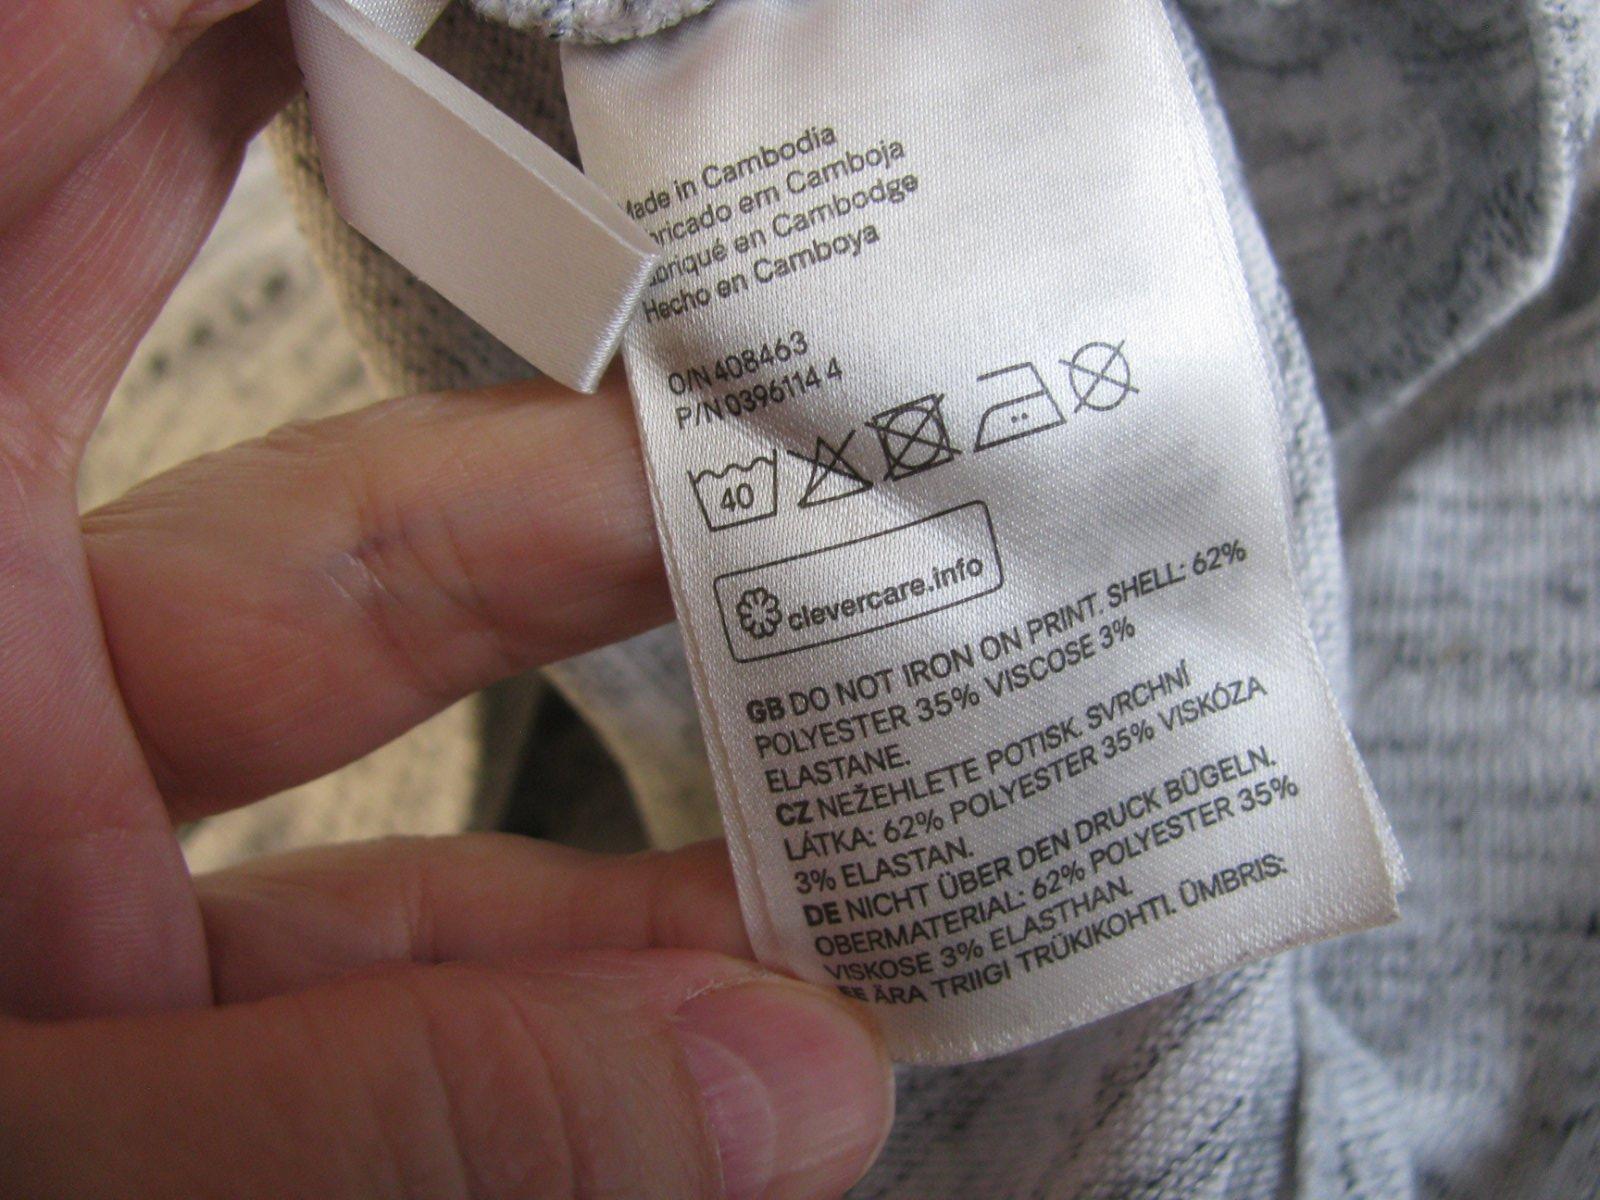 Made in Cambodia
Fabricado em Camboja
Fabriqué en Cambodge
Hecho en Camboya
O/N 408463
P/N 0396114 4
40
clevercare.info
GB DO NOT IRON ON PRINT. SHELL: 62%
POLYESTER 35% VISCOSE 3%
ELASTANE.
CZ NEŽEHLETE POTISK. SVRCHNÍ
LÁTKA: 62% POLYESTER 35% VISKÓZA
3% ELASTAN.
DE NICHT ÜBER DEN DRUCK BÜGELN.
OBERMATERIAL: 62% POLYESTER 35%
VISKOSE 3% ELASTHAN.
EE ÄRA TRIIGI TRÜKIKOHTI. ÜMBRIS: